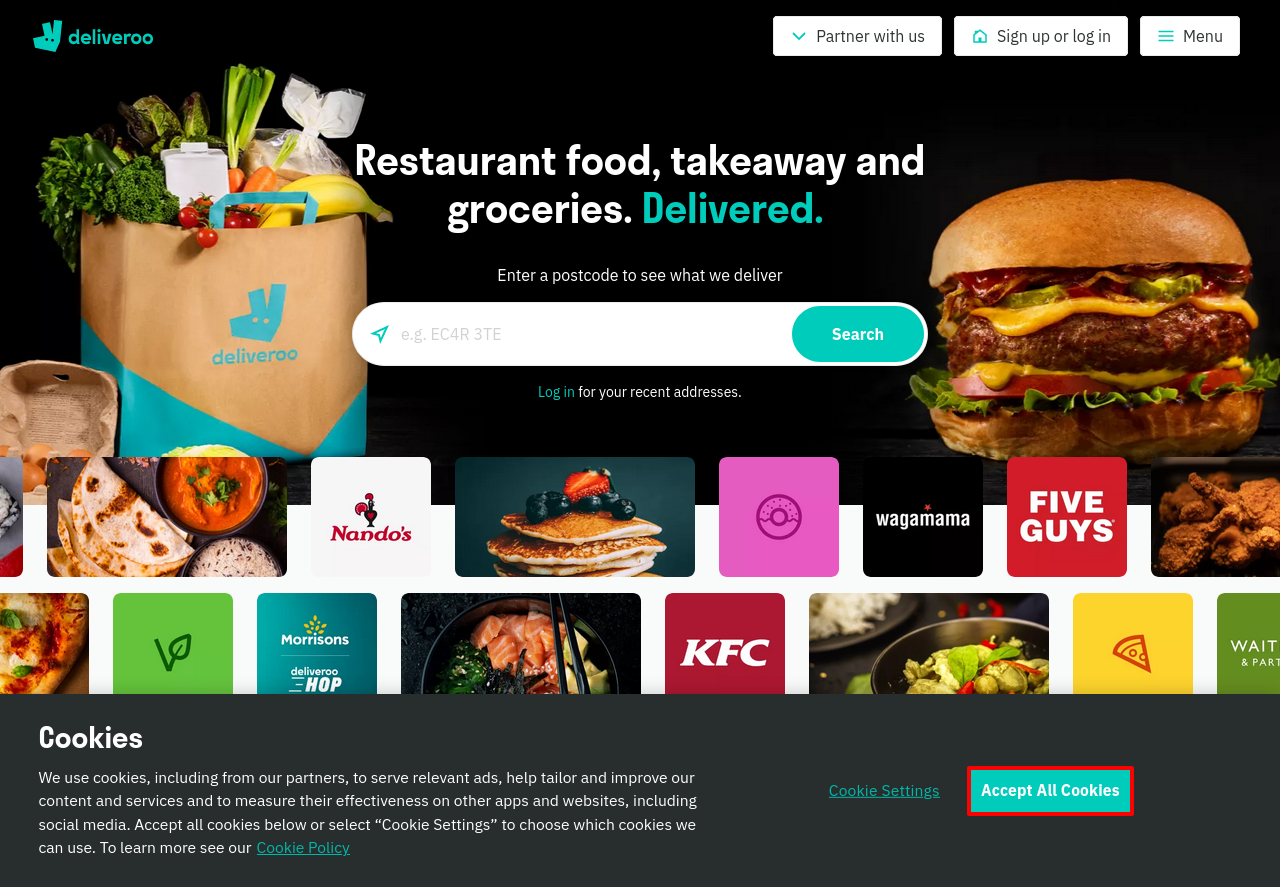 deliveroo
Partner with us
Sign up or log in
Menu
Restaurant food, takeaway and
groceries. Delivered.
Enter a postcode to see what we deliver
deliveroo
e.g. EC4R 3TE
Search
Log in for your recent addresses.
Nando's
wagamama
FIVE
GUYS
Morrisons
deliveroo
HOP
KFC
WAIT
& PART
Cookies
We use cookies, including from our partners, to serve relevant ads, help tailor and improve our
content and services and to measure their effectiveness on other apps and websites, including
social media. Accept all cookies below or select “Cookie Settings” to choose which cookies we
can use. To learn more see our Cookie Policy
Cookie Settings
Accept All Cookies